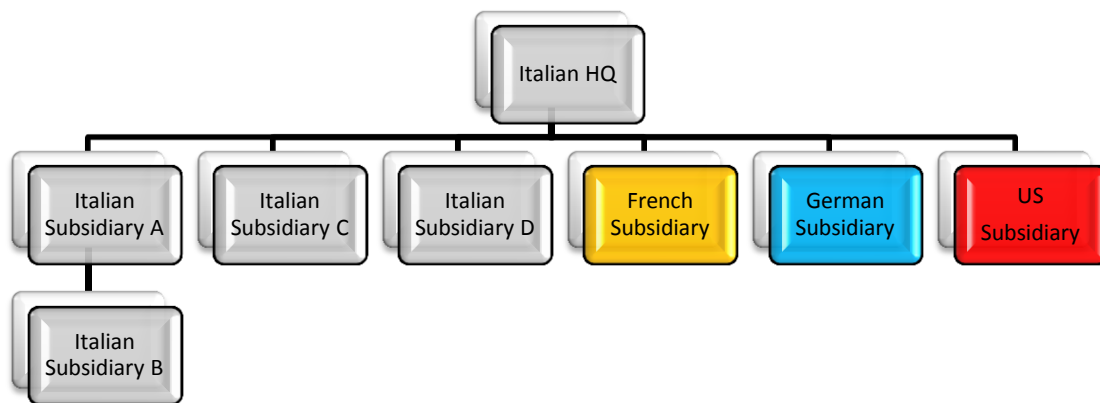 Italian HQ
Italian
Subsidiary A
Italian
Subsidiary C
Italian
Subsidiary D
French
Subsidiary
German
Subsidiary
US
Subsidiary
Italian
Subsidiary B